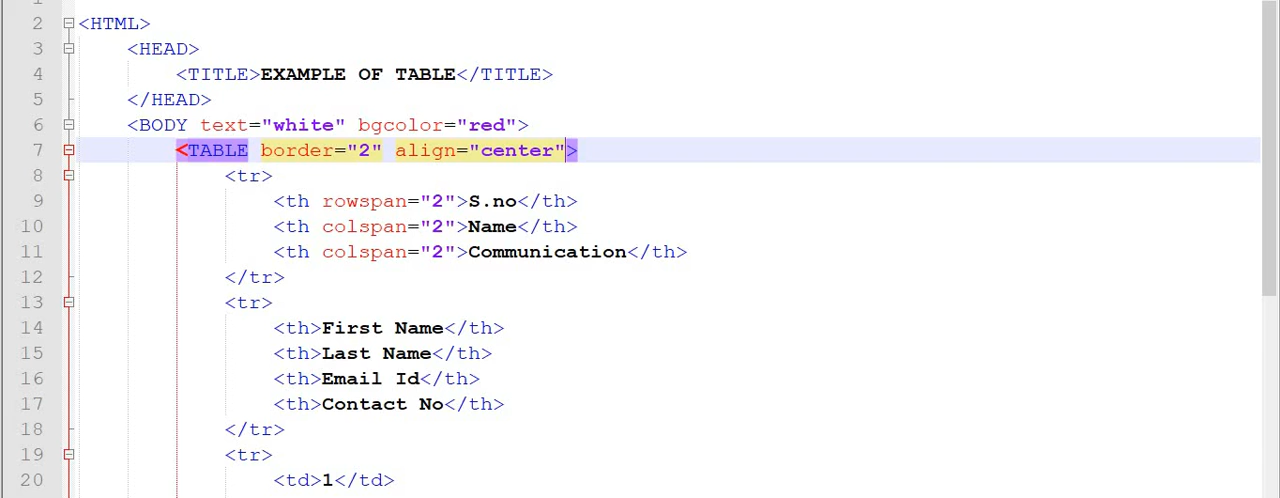 1
2 <HTML>
3 <HEAD>
4 <TITLE>EXAMPLE OF TABLE</TITLE>
5 </HEAD>
6 <BODY text="white" bgcolor="red">
7 <TABLE border="2" align="center">
8 <tr>
9 <th rowspan="2">S.no</th>
10 <th colspan="2">Name</th>
11 <th colspan="2">Communication</th>
12 </tr>
13 <tr>
14 <th>First Name</th>
15 <th>Last Name</th>
16 <th>Email Id</th>
17 <th>Contact No</th>
18 </tr>
19 <tr>
20 <td>1</td>